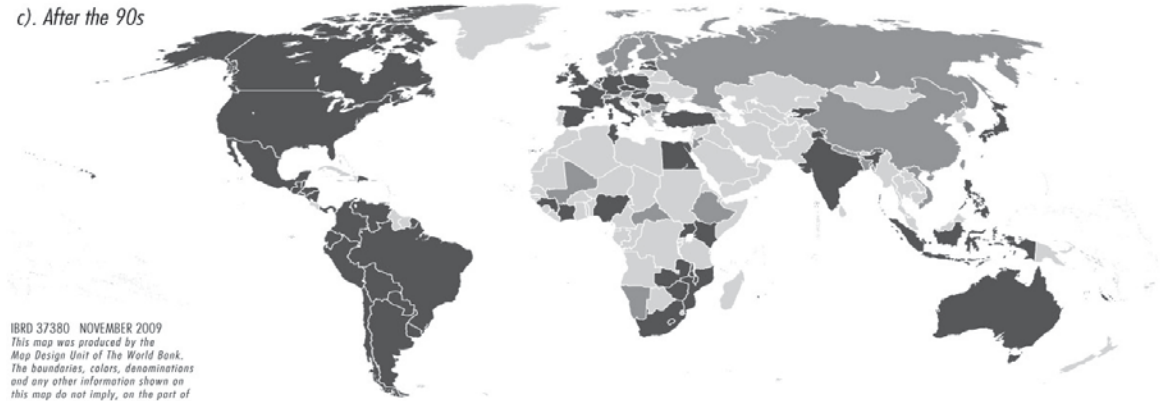 c). After the 90s
IBRD 37380 NOVEMBER 2009
This map was produced by the
Map Design Unit of The World Bank.
The boundaries, colors, denominations
and any other information shown on
this map do not imply, on the part of